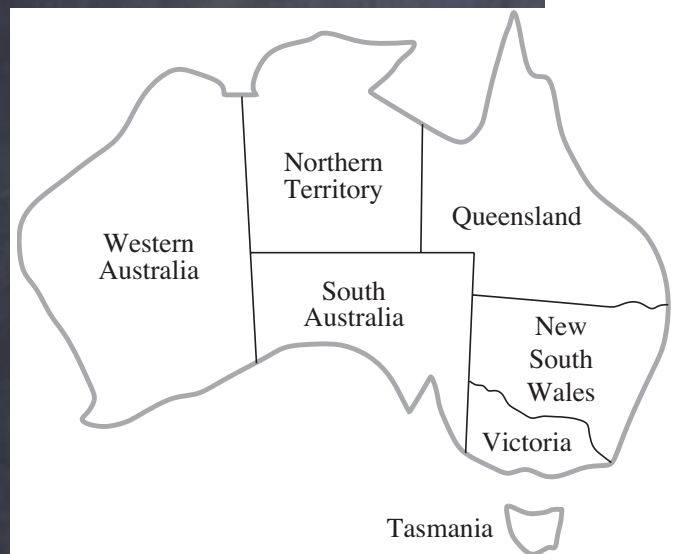 Northern
Territory
Queensland
Western
Australia
South
Australia
New
South
Wales
Victoria
Tasmania